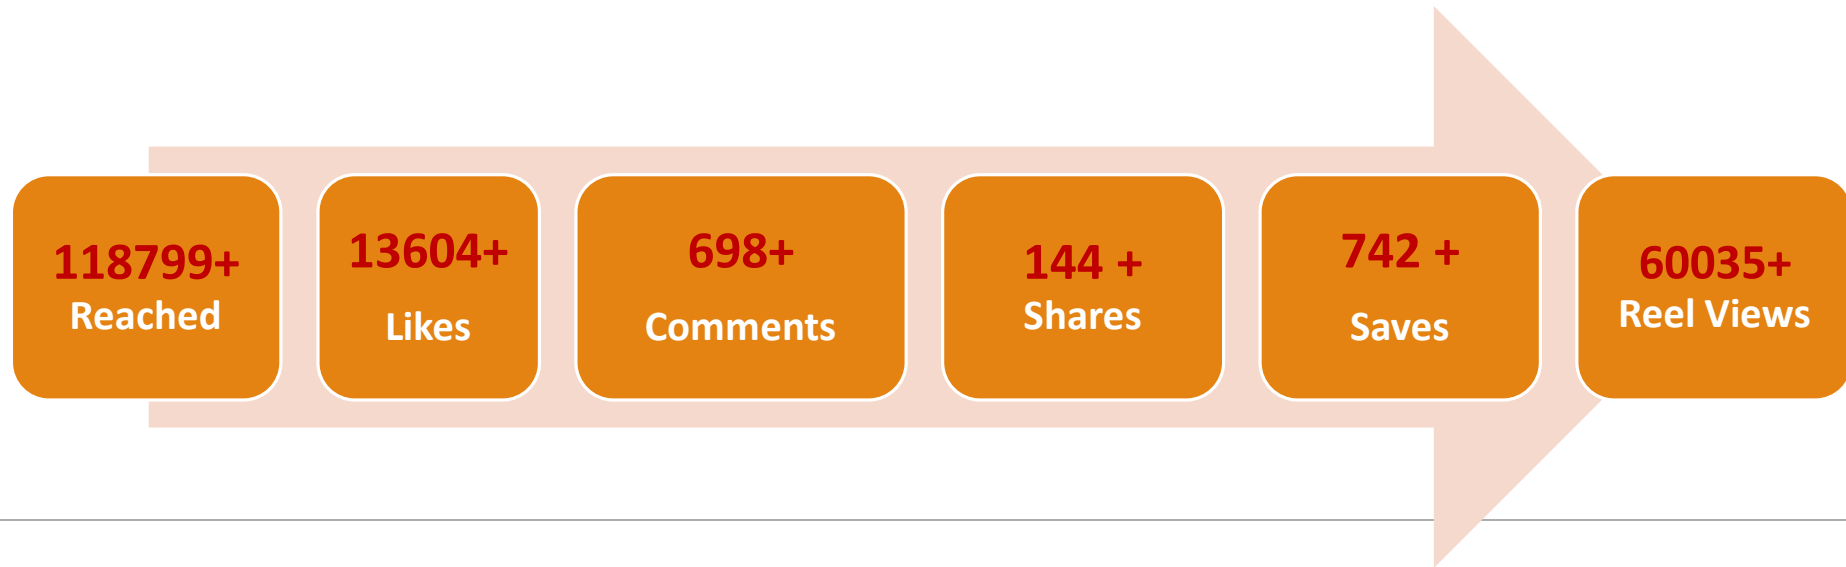 118799+
Reached
13604+
Likes
698+
Comments
144 +
Shares
742 +
Saves
60035+
Reel Views